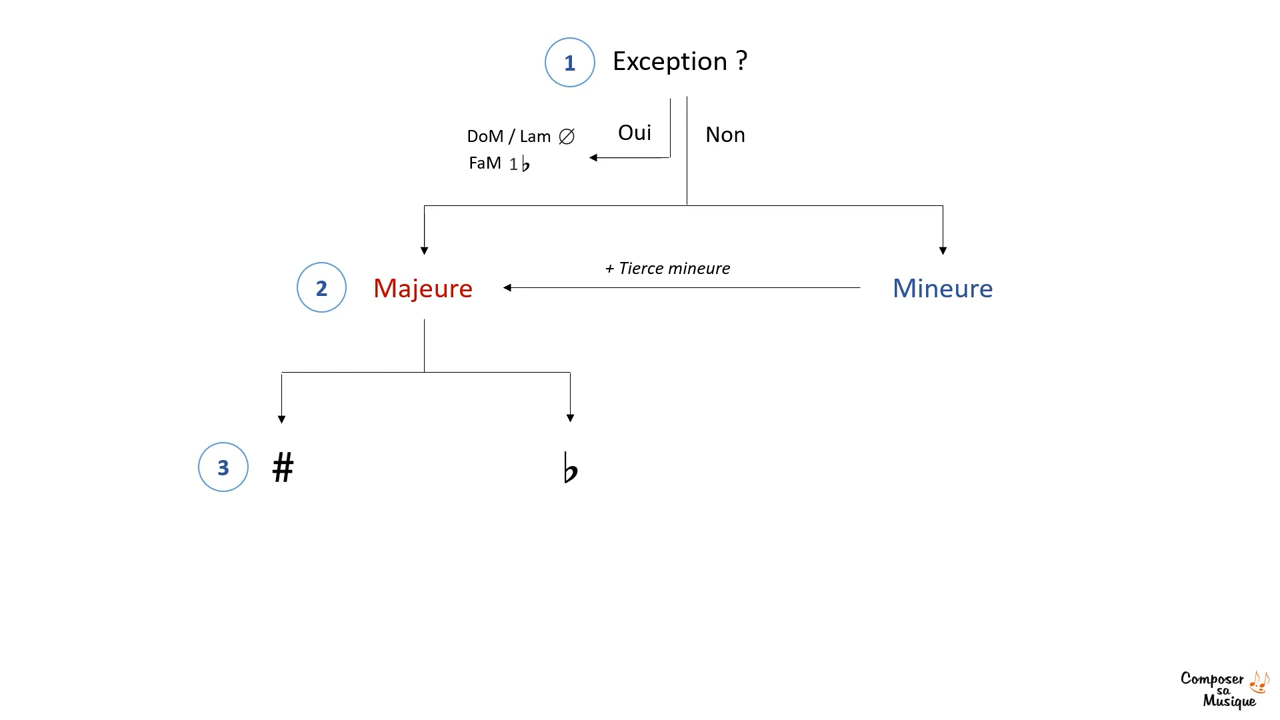 1 Exception ?
DoM / Lam ∅
FaM 1♭
Oui
Non
+ Tierce mineure
2 Majeure
Mineure
3 #
♭
Composer
sa
Musique